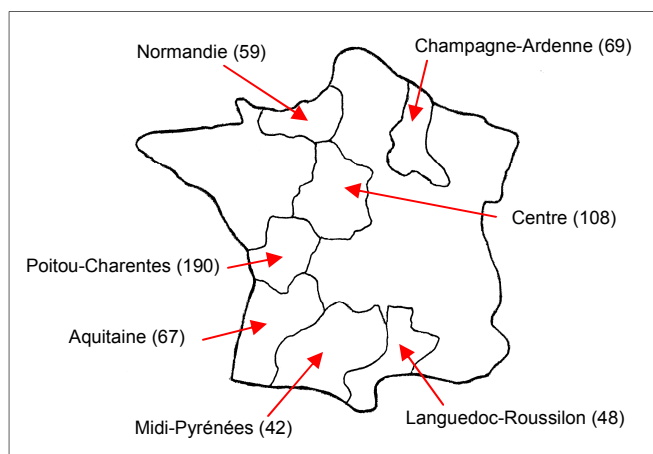 Normandie (59)
Champagne-Ardenne (69)
Centre (108)
Poitou-Charentes (190)
Aquitaine (67)
Midi-Pyrénées (42)
Languedoc-Roussilon (48)